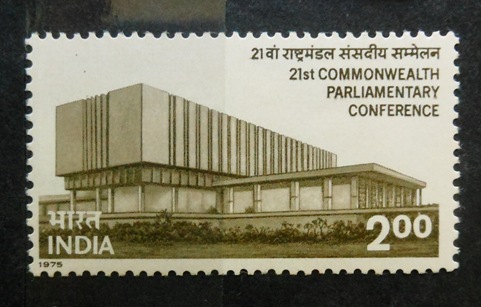 21वां राष्ट्रमंडल संसदीय सम्मेलन
21st COMMONWEALTH
PARLIAMENTARY
CONFERENCE
भारत
INDIA
2.00
1975